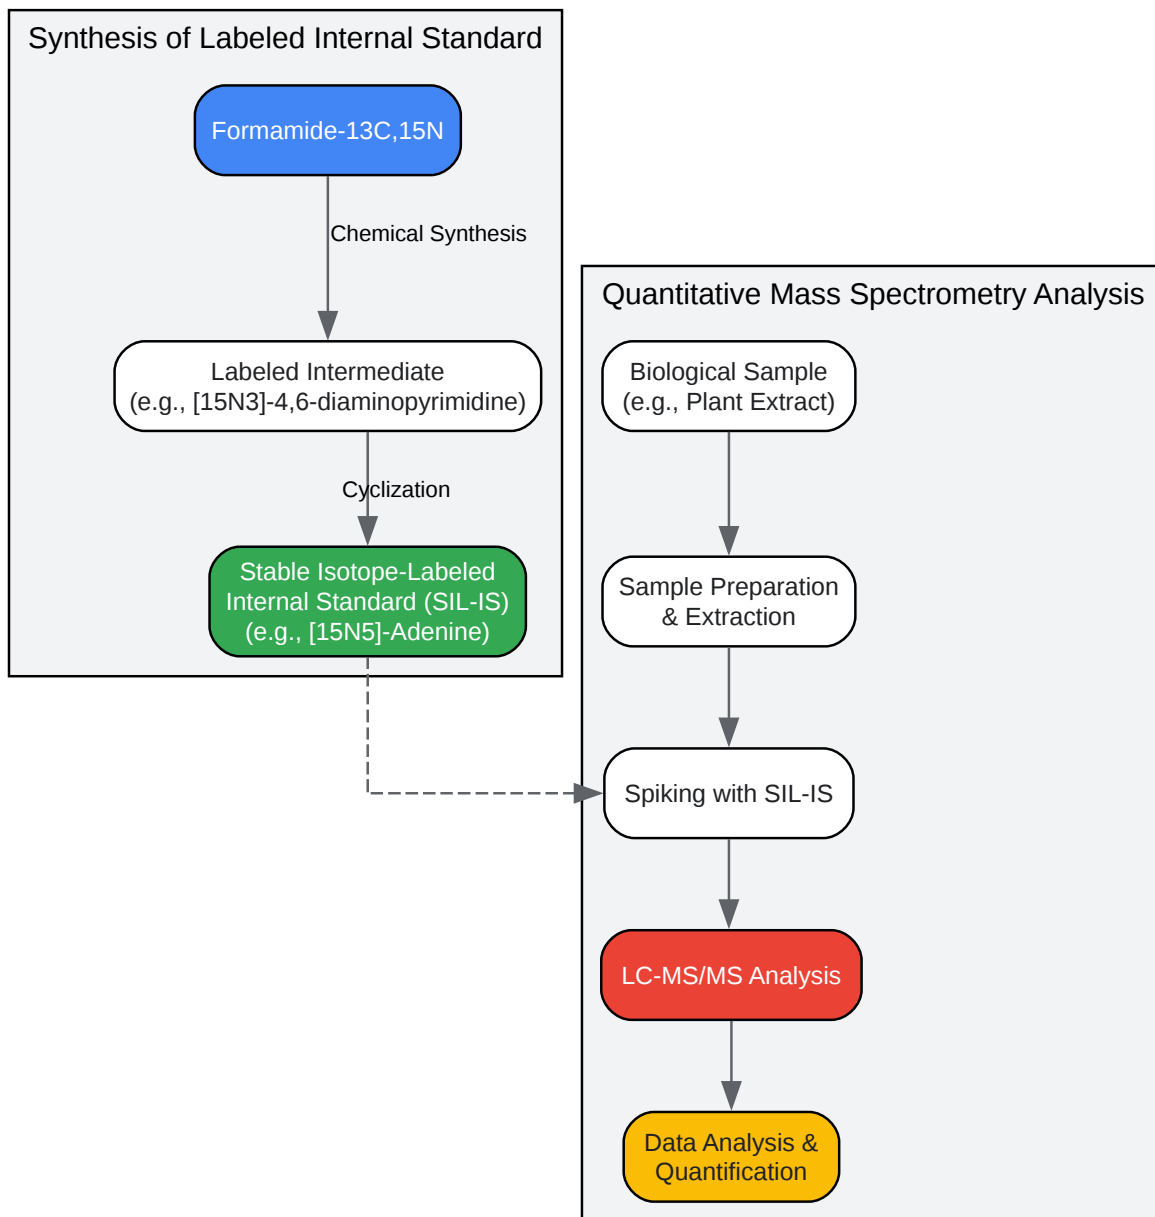 Synthesis of Labeled Internal Standard
Formamide-13C,15N
Chemical Synthesis
Labeled Intermediate
(e.g., [15N3]-4,6-diaminopyrimidine)
Cyclization
Stable Isotope-Labeled
Internal Standard (SIL-IS)
(e.g., [15N5]-Adenine)
Quantitative Mass Spectrometry Analysis
Biological Sample
(e.g., Plant Extract)
Sample Preparation
& Extraction
Spiking with SIL-IS
LC-MS/MS Analysis
Data Analysis &
Quantification